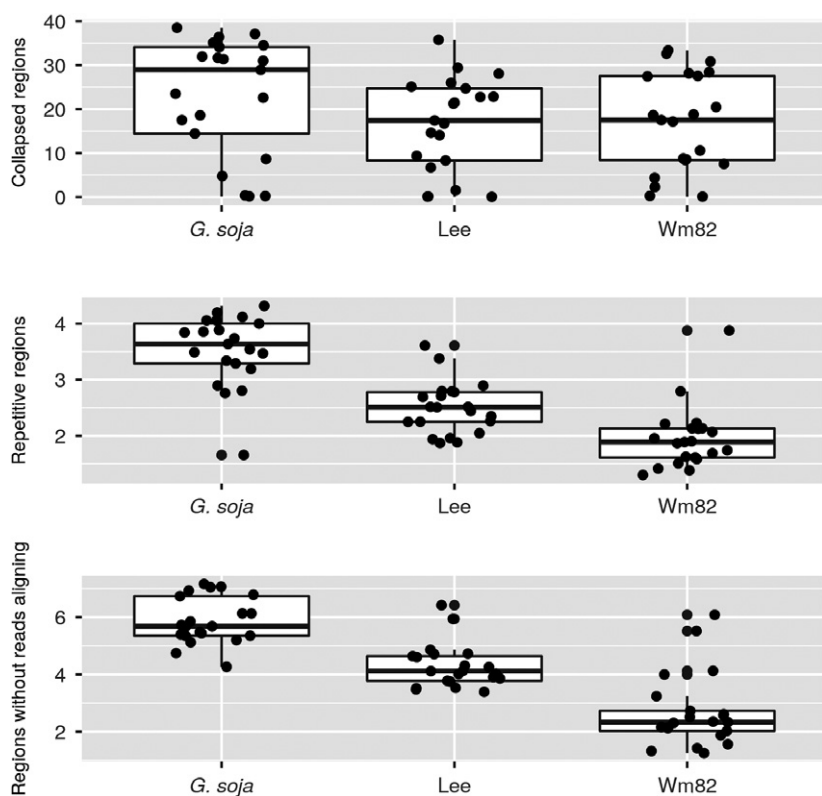 Collapsed regions
40
30
20
10
0
G. soja Lee Wm82
Repetitive regions
4
3
2
G. soja Lee Wm82
Regions without reads aligning
6
4
2
G. soja Lee Wm82